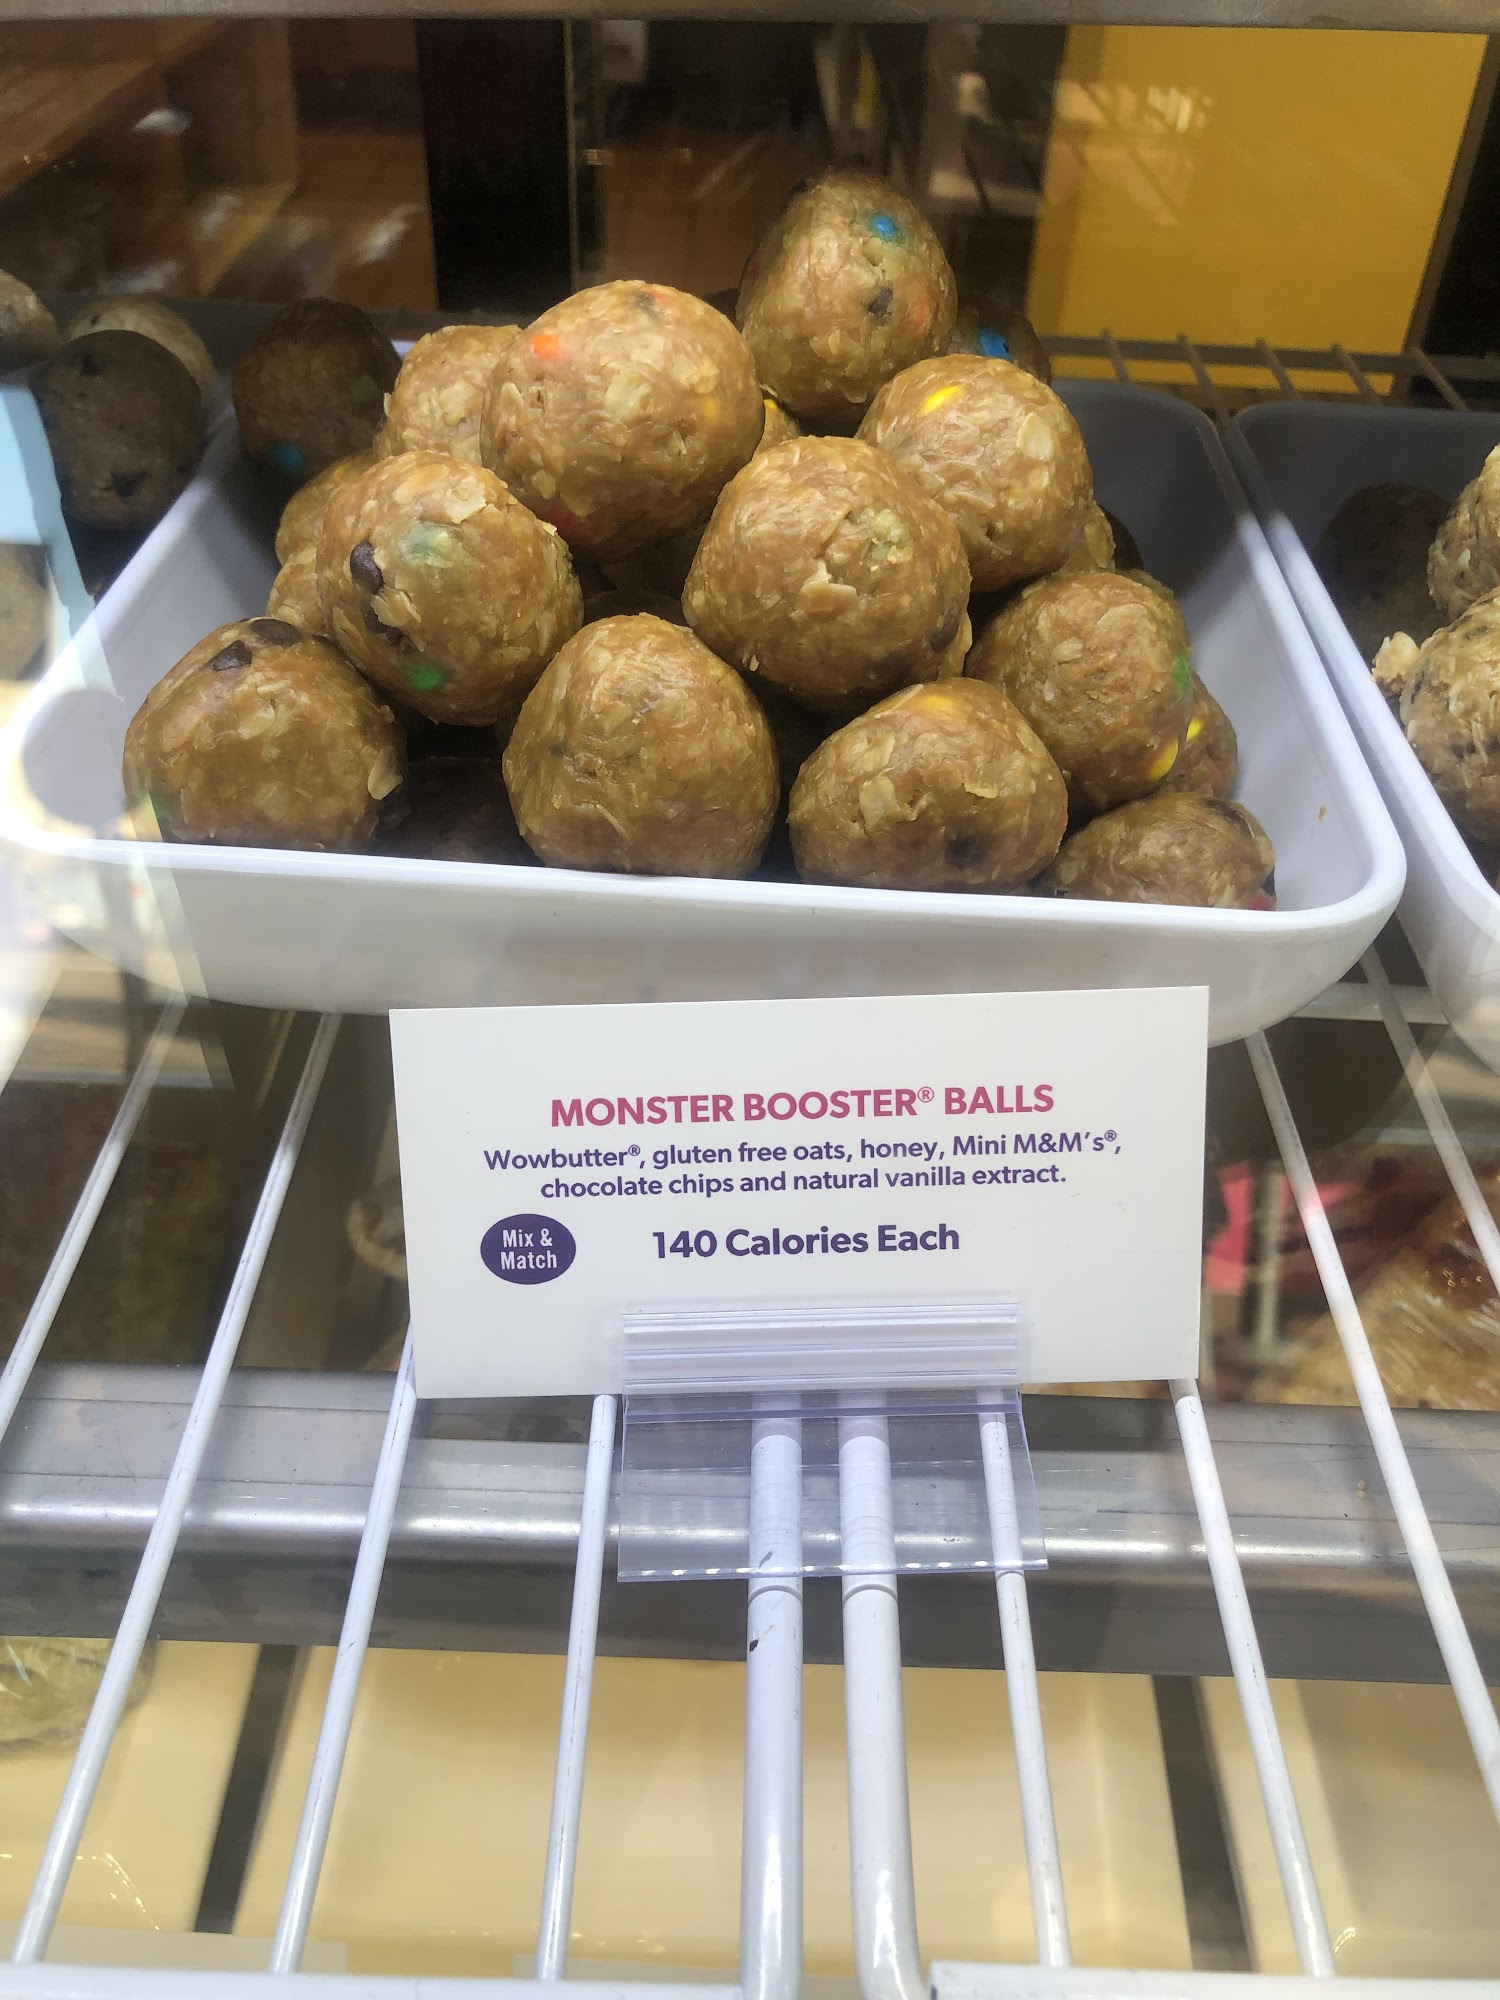 MONSTER BOOSTER® BALLS
Wowbutter®, gluten free oats, honey, Mini M&M's®,
chocolate chips and natural vanilla extract.
Mix &
Match
140 Calories Each